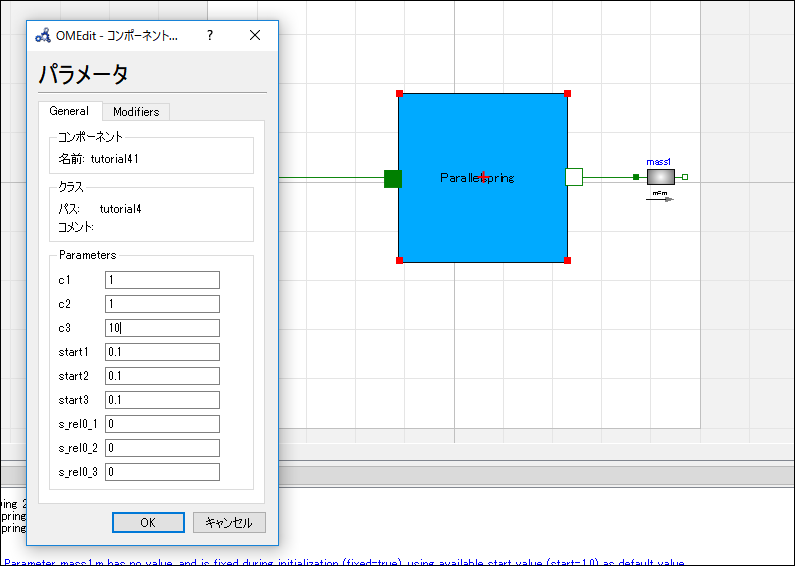 OMEdit - コンポーネント... ? ×
パラメータ
General Modifiers
コンポーネント
名前: tutorial41
クラス
パス: tutorial4
コメント:
Parameters
c1 1
c2 1
c3 10
start1 0.1
start2 0.1
start3 0.1
s_rel0_1 0
s_rel0_2 0
s_rel0_3 0
OK キャンセル
ParallelSpring
mass1
m=m
pring
pring
Parameter mass1.m has no value, and is fixed during initialization (fixed=true), using available start value (start=1.0) as default value